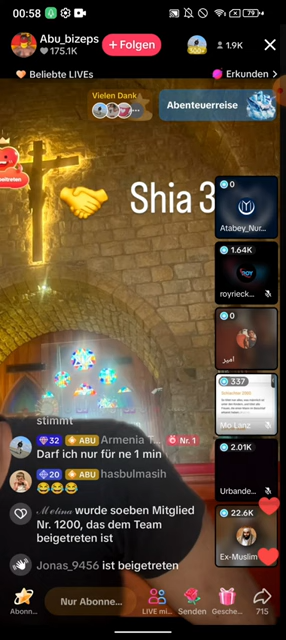 00:58
79
Abu_bizeps
175.1K
+ Folgen
1.9K
Beliebte LIVEs
Erkunden >
Vielen Dank
Abenteuerreise
Shia 3
0
Atabey_Nur...
1.64K
royrieck...
0
امیر
337
Mo Lanz
2.01K
Urbande...
22.6K
Ex-Muslim
stimmt
32 ABU Armenia T... Nr. 1
Darf ich nur für ne 1 min
20 ABU hasbulmasih
😂😂😂
Melina wurde soeben Mitglied
Nr. 1200, das dem Team
beigetreten ist
Jonas_9456 ist beigetreten
Abonn...
Nur Abonne...
LIVE mi...
Senden
Gesche...
715